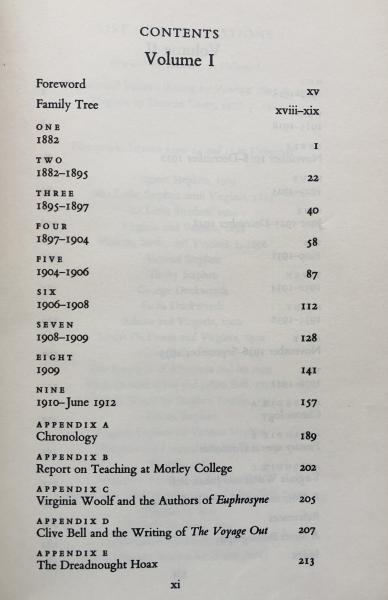 CONTENTS
Volume I
Foreword xv
Family Tree xviii–xix
ONE
1882 1
TWO
1882–1895 22
THREE
1895–1897 40
FOUR
1897–1904 58
FIVE
1904–1906 87
SIX
1906–1908 112
SEVEN
1908–1909 128
EIGHT
1909 141
NINE
1910–June 1912 157
APPENDIX A
Chronology 189
APPENDIX B
Report on Teaching at Morley College 202
APPENDIX C
Virginia Woolf and the Authors of Euphrosyne 205
APPENDIX D
Clive Bell and the Writing of The Voyage Out 207
APPENDIX E
The Dreadnought Hoax 213
xi